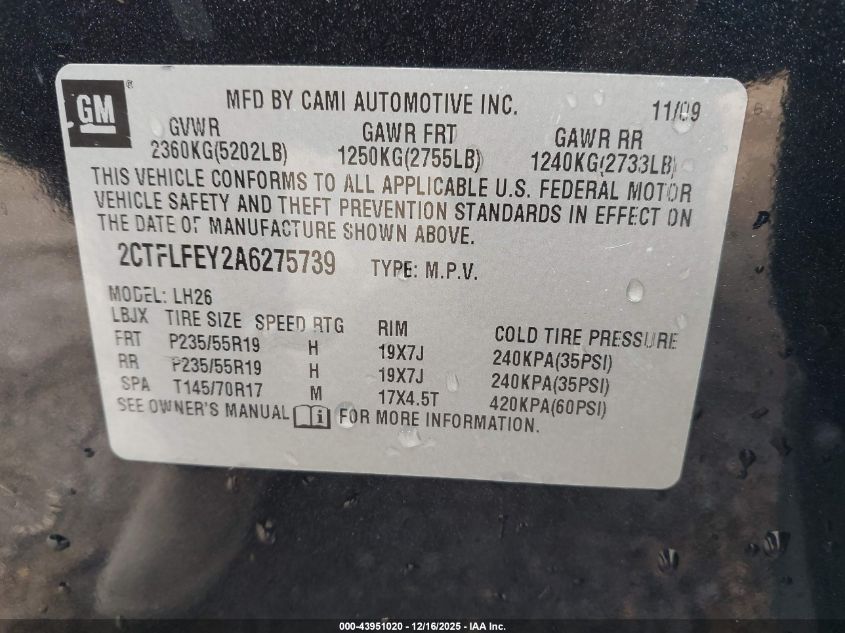 GM
MFD BY CAMI AUTOMOTIVE INC. 11/09
GVWR GAWR FRT GAWR RR
2360KG(5202LB) 1250KG(2755LB) 1240KG(2733LB)
THIS VEHICLE CONFORMS TO ALL APPLICABLE U.S. FEDERAL MOTOR
VEHICLE SAFETY AND THEFT PREVENTION STANDARDS IN EFFECT ON
THE DATE OF MANUFACTURE SHOWN ABOVE.
2CTFLFEY2A6275739 TYPE: M.P.V.
MODEL: LH26
LBJX TIRE SIZE SPEED RTG RIM COLD TIRE PRESSURE
FRT P235/55R19 H 19X7J 240KPA(35PSI)
RR P235/55R19 H 19X7J 240KPA(35PSI)
SPA T145/70R17 M 17X4.5T 420KPA(60PSI)
SEE OWNER'S MANUAL FOR MORE INFORMATION.
000-43951020 - 12/16/2025 - IAA Inc.